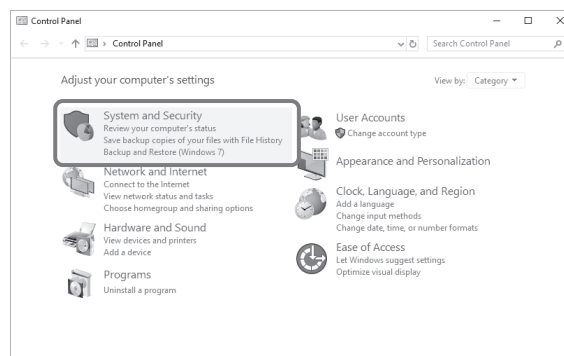 Control Panel
Control Panel
Search Control Panel
Adjust your computer's settings
View by: Category
System and Security
Review your computer's status
Save backup copies of your files with File History
Backup and Restore (Windows 7)
Network and Internet
Connect to the Internet
View network status and tasks
Choose homegroup and sharing options
Hardware and Sound
View devices and printers
Add a device
Programs
Uninstall a program
User Accounts
Change account type
Appearance and Personalization
Clock, Language, and Region
Add a language
Change input methods
Change date, time, or number formats
Ease of Access
Let Windows suggest settings
Optimize visual display